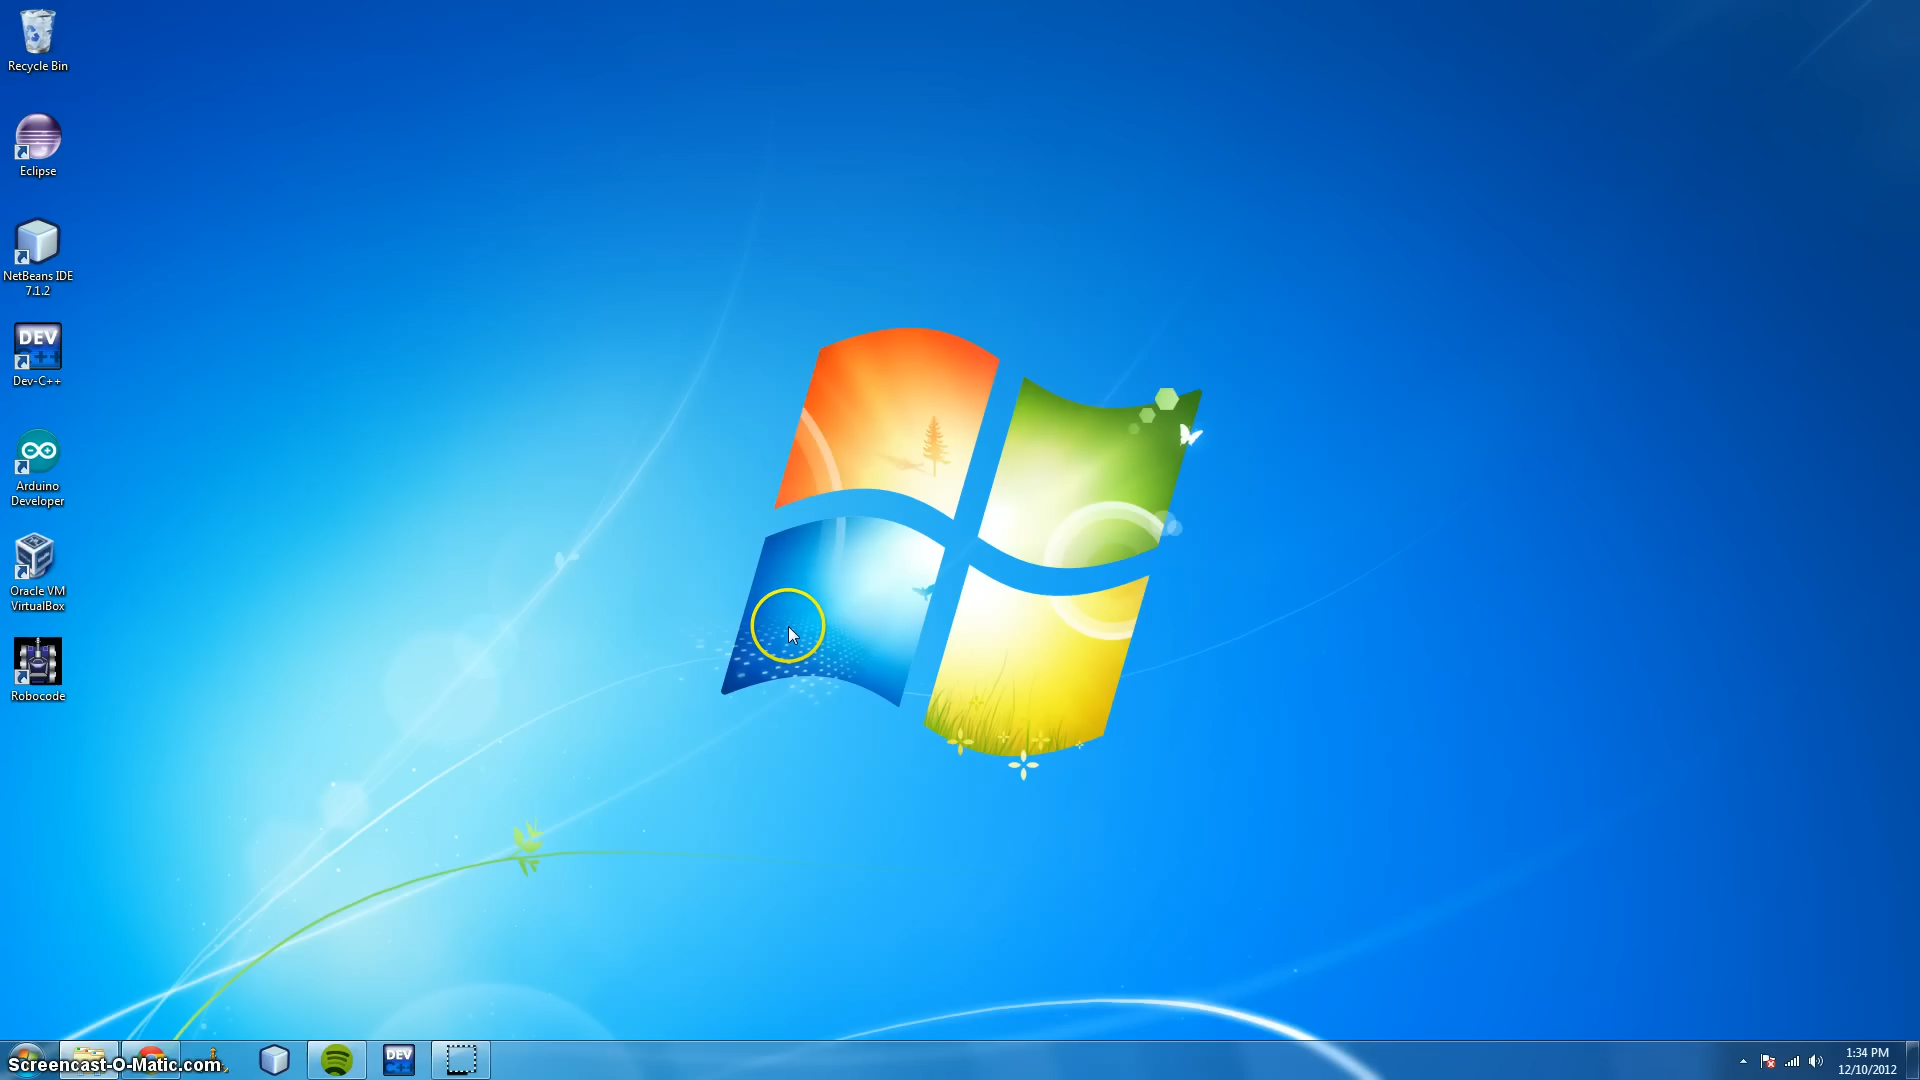 Recycle Bin
Eclipse
NetBeans IDE
7.1.2
DEV
C++
Dev-C++
Arduino
Developer
Oracle VM
VirtualBox
Robocode
Screencast-O-Matic.com
DEV
C++
1:34 PM
12/10/2012